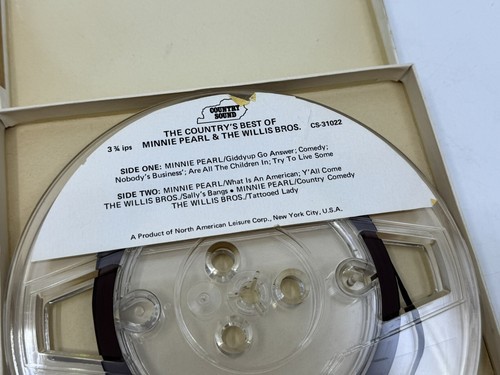 COUNTRY
SOUND
THE COUNTRY'S BEST OF
3 ¾ ips MINNIE PEARL & THE WILLIS BROS. CS-31022
SIDE ONE: MINNIE PEARL/Giddyup Go Answer; Comedy;
Nobody's Business'; Are All The Children In; Try To Live Some
SIDE TWO: MINNIE PEARL/What Is An American; Y'All Come
THE WILLIS BROS./Sally's Bangs • MINNIE PEARL/Country Comedy
THE WILLIS BROS./Tattooed Lady
A Product of North American Leisure Corp., New York City, U.S.A.